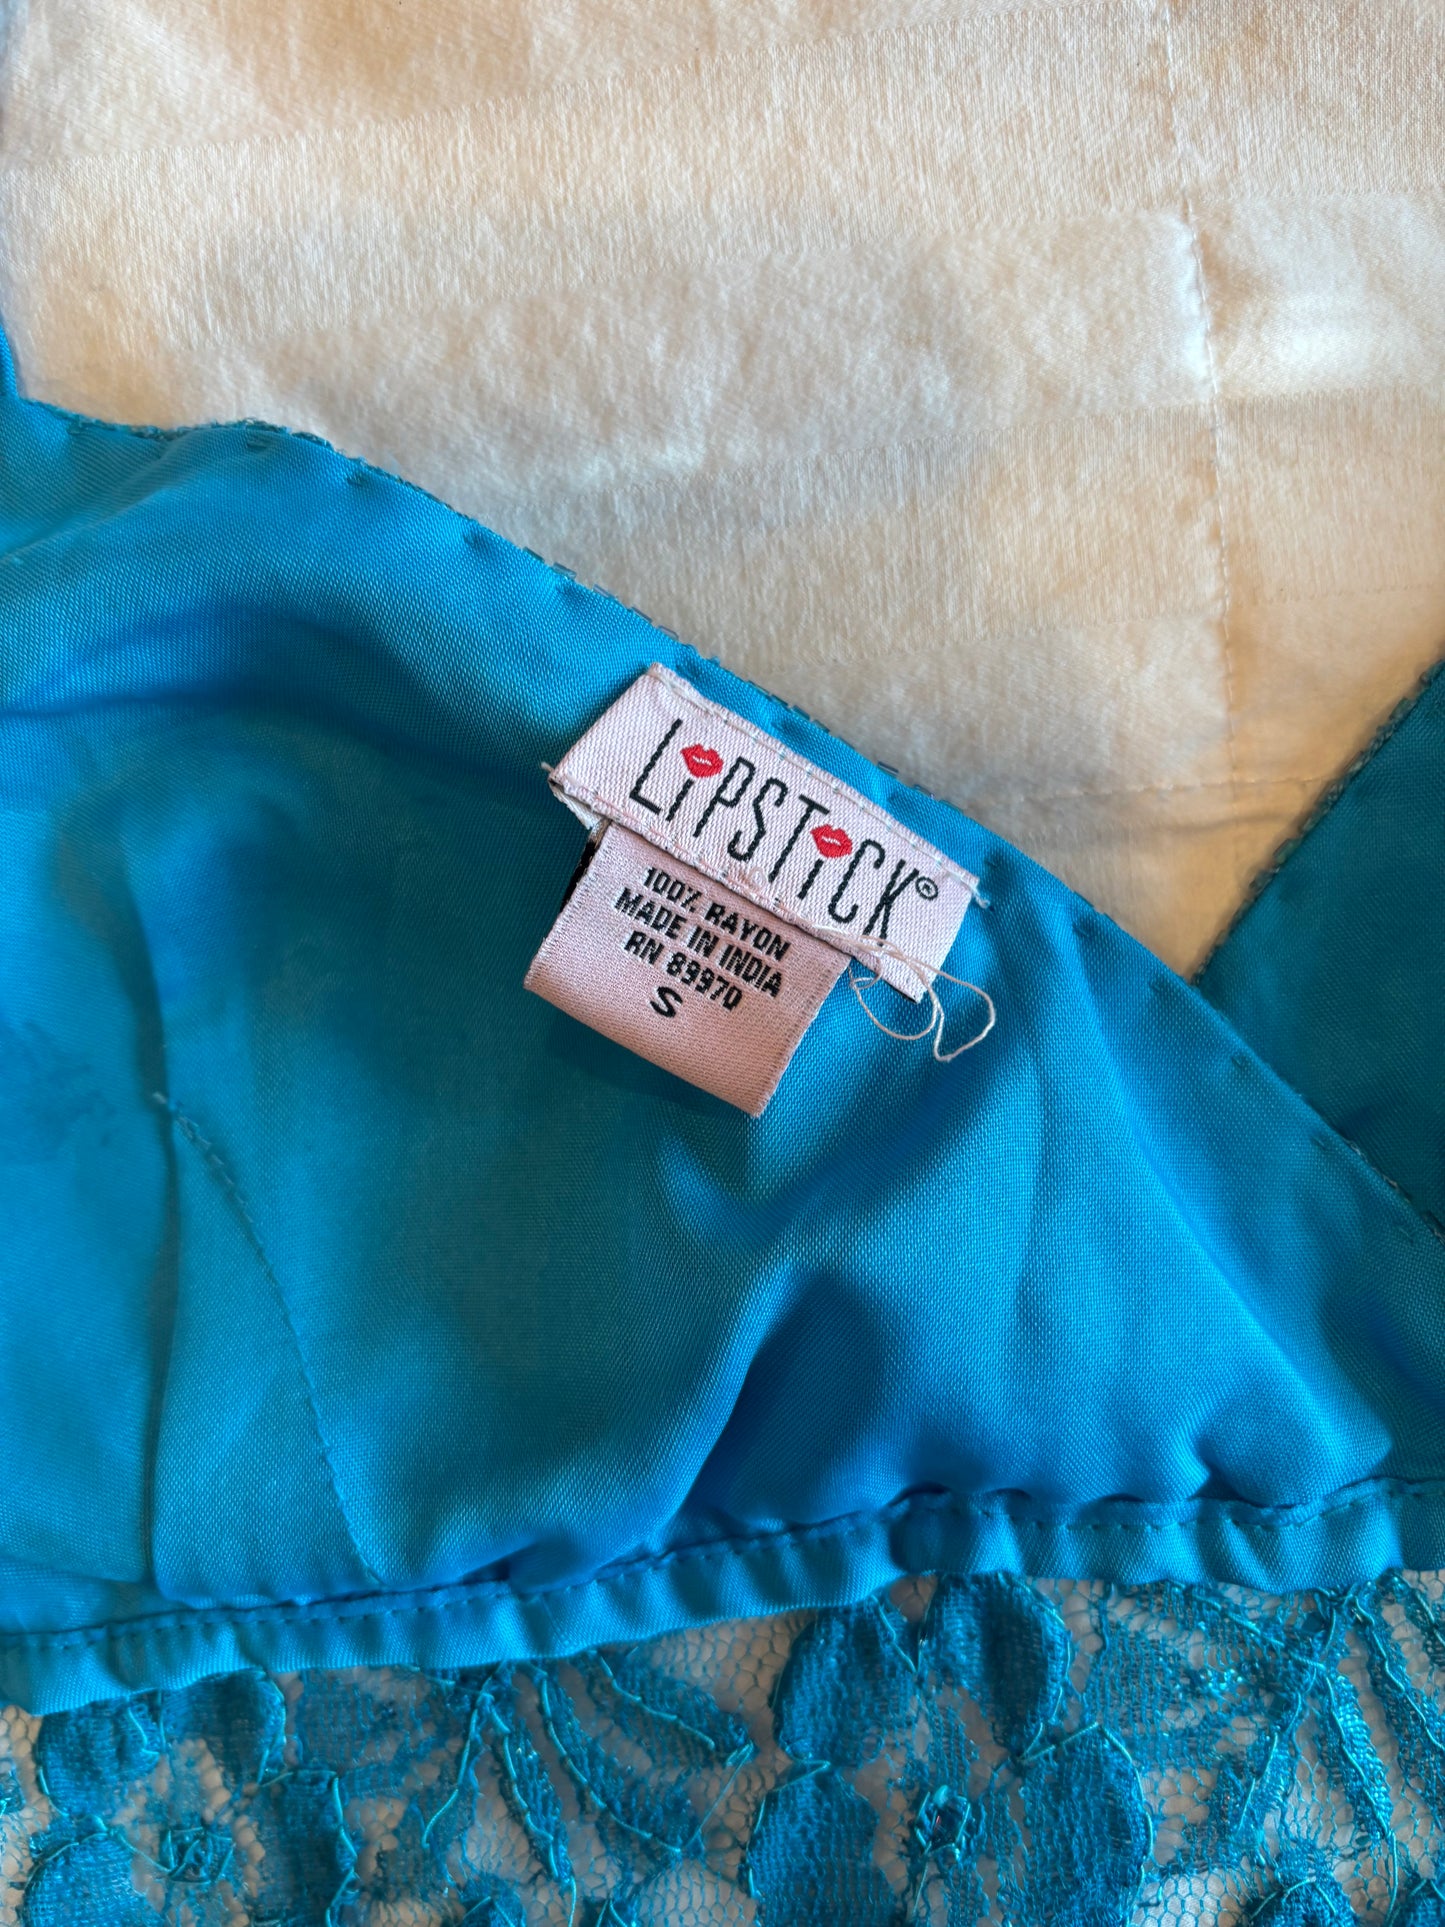 LiPSTiCK®
100% RAYON
MADE IN INDIA
RN 89970
S